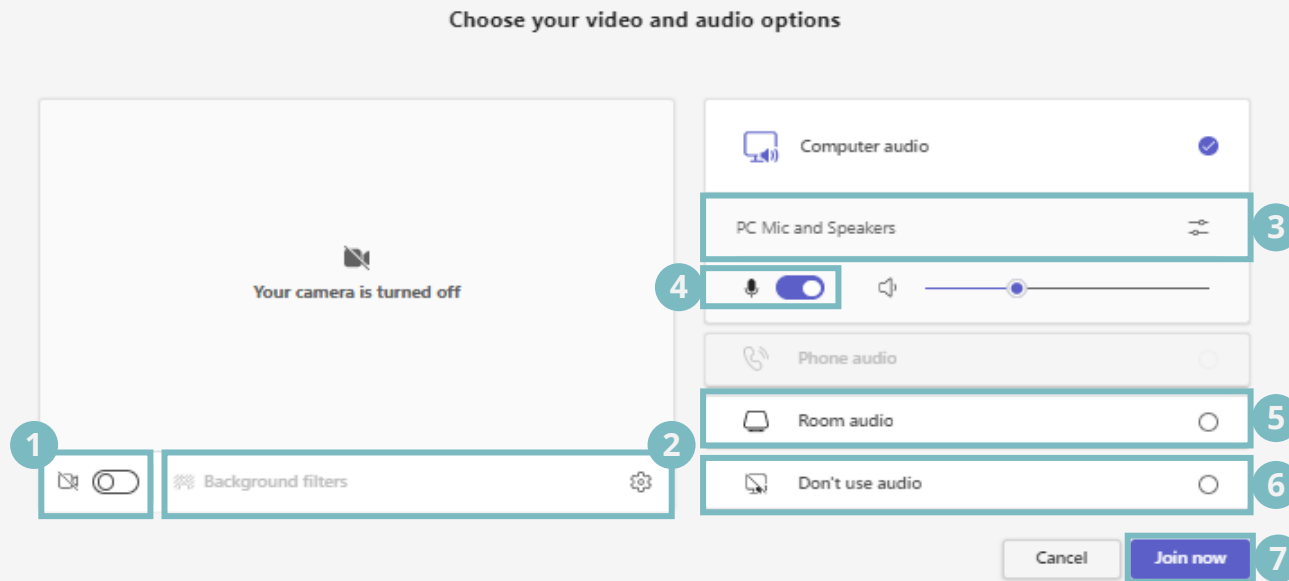 Choose your video and audio options
Computer audio
PC Mic and Speakers
3
4
Your camera is turned off
Phone audio
Room audio
5
1
2
Background filters
Don't use audio
6
Cancel
Join now
7